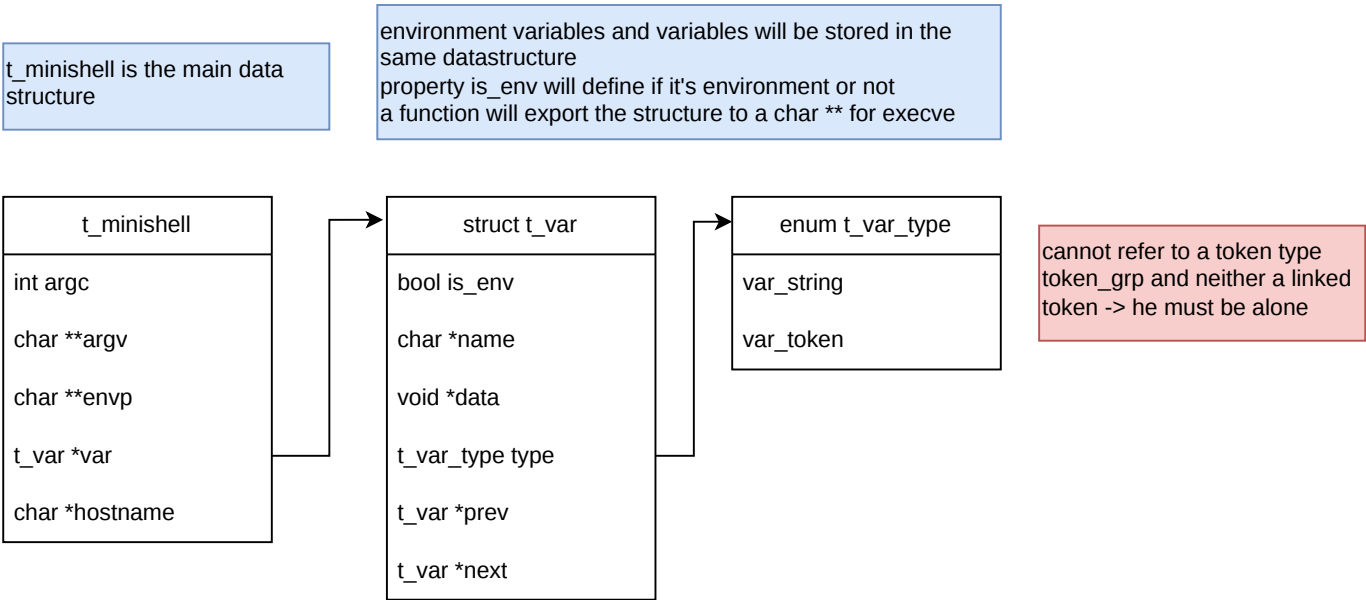 t_minishell is the main data
structure
environment variables and variables will be stored in the
same datastructure
property is_env will define if it's environment or not
a function will export the structure to a char ** for execve
t_minishell
int argc
char **argv
char **envp
t_var *var
char *hostname
struct t_var
bool is_env
char *name
void *data
t_var_type type
t_var *prev
t_var *next
enum t_var_type
var_string
var_token
cannot refer to a token type
token_grp and neither a linked
token -> he must be alone